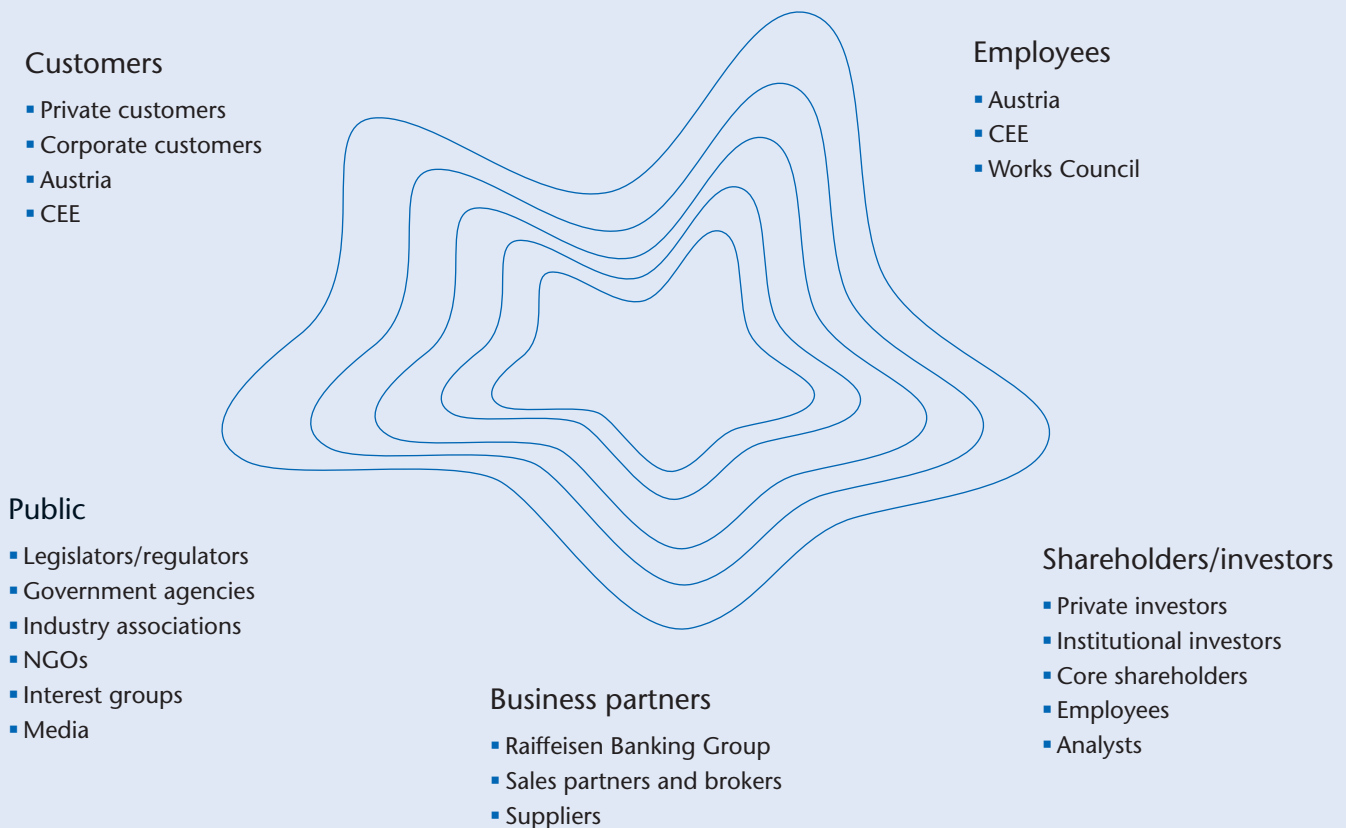 Customers
▪ Private customers
▪ Corporate customers
▪ Austria
▪ CEE
Employees
▪ Austria
▪ CEE
▪ Works Council
Public
▪ Legislators/regulators
▪ Government agencies
▪ Industry associations
▪ NGOs
▪ Interest groups
▪ Media
Business partners
▪ Raiffeisen Banking Group
▪ Sales partners and brokers
▪ Suppliers
Shareholders/investors
▪ Private investors
▪ Institutional investors
▪ Core shareholders
▪ Employees
▪ Analysts